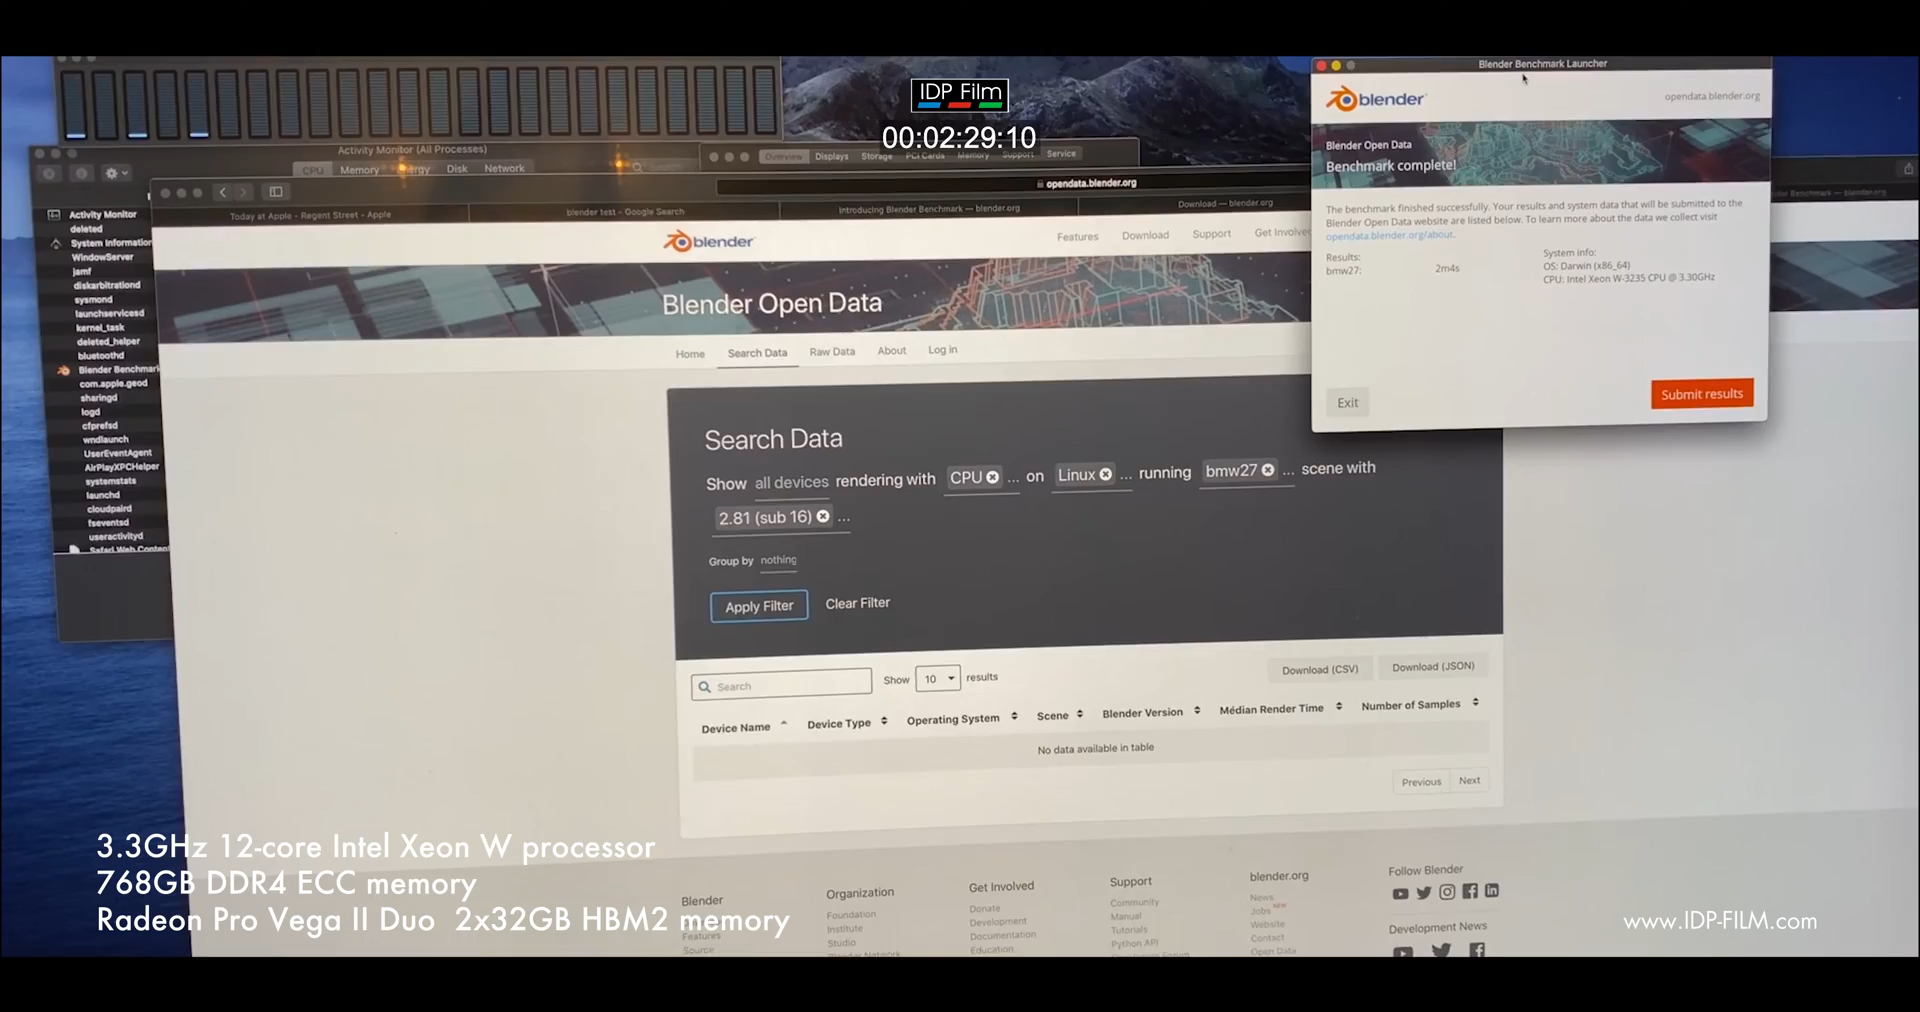 IDP Film
00:02:29:10
Activity Monitor (All Processes)
CPU Memory Disk Network
Overview Displays Storage PCI Cards Memory Support Service
opendata.blender.org
Today at Apple - Regent Street - Apple
blender test - Google Search
Introducing Blender Benchmark — blender.org
Download — blender.org
Activity Monitor
deleted
System Information
WindowServer
jamf
diskarbitrationd
sysmond
launchservicesd
kernel_task
deleted_helper
bluetoothd
Blender Benchmark
com.apple.geod
sharingd
logd
cfprefsd
wndlaunch
UserEventAgent
AirPlayXPCHelper
systemstats
launchd
cloudpaird
fseventsd
useractivityd
Safari Web Content
blender
Features Download Support Get Involve
Blender Open Data
Home Search Data Raw Data About Log in
Search Data
Show all devices rendering with CPU ... on Linux ... running bmw27 ... scene with
2.81 (sub 16) ...
Group by nothing
Apply Filter Clear Filter
Search Show 10 results Download (CSV) Download (JSON)
Device Name Device Type Operating System Scene Blender Version Médian Render Time Number of Samples
No data available in table
Previous Next
Blender Benchmark Launcher
blender opendata.blender.org
Blender Open Data
Benchmark complete!
The benchmark finished successfully. Your results and system data that will be submitted to the
Blender Open Data website are listed below. To learn more about the data we collect visit
opendata.blender.org/about.
Results:
bmw27: 2m4s
System info:
OS: Darwin (x86_64)
CPU: Intel Xeon W-3235 CPU @ 3.30GHz
Exit Submit results
Blender
Features
Source
Organization
Foundation
Institute
Studio
Blender Network
Get Involved
Donate
Development
Documentation
Education
Support
Community
Manual
Tutorials
Python API
blender.org
News
Jobs NEW
Website
Contact
Open Data
Follow Blender
Development News
3.3GHz 12-core Intel Xeon W processor
768GB DDR4 ECC memory
Radeon Pro Vega II Duo 2x32GB HBM2 memory
www.IDP-FILM.com